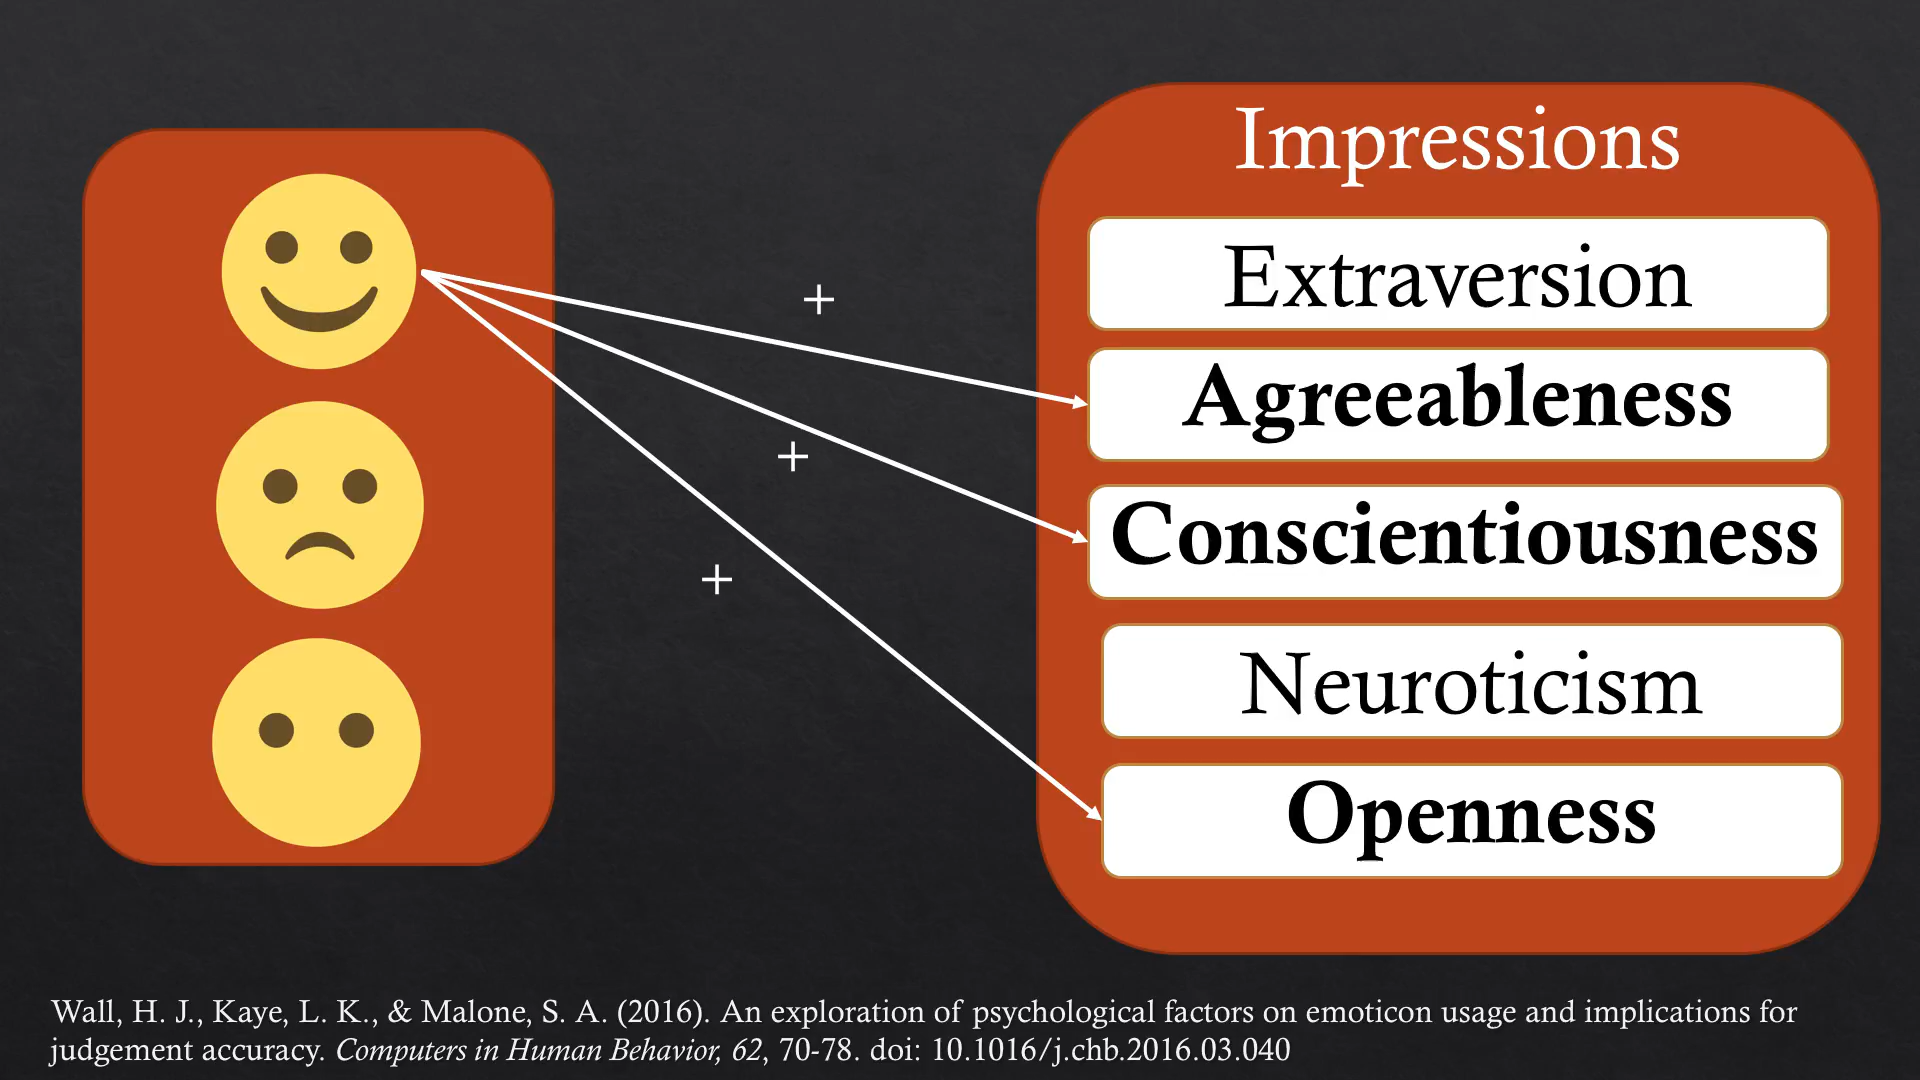 Impressions
Extraversion
+
Agreeableness
+
Conscientiousness
+
Neuroticism
Openness
Wall, H. J., Kaye, L. K., & Malone, S. A. (2016). An exploration of psychological factors on emoticon usage and implications for
judgement accuracy. Computers in Human Behavior, 62, 70-78. doi: 10.1016/j.chb.2016.03.040